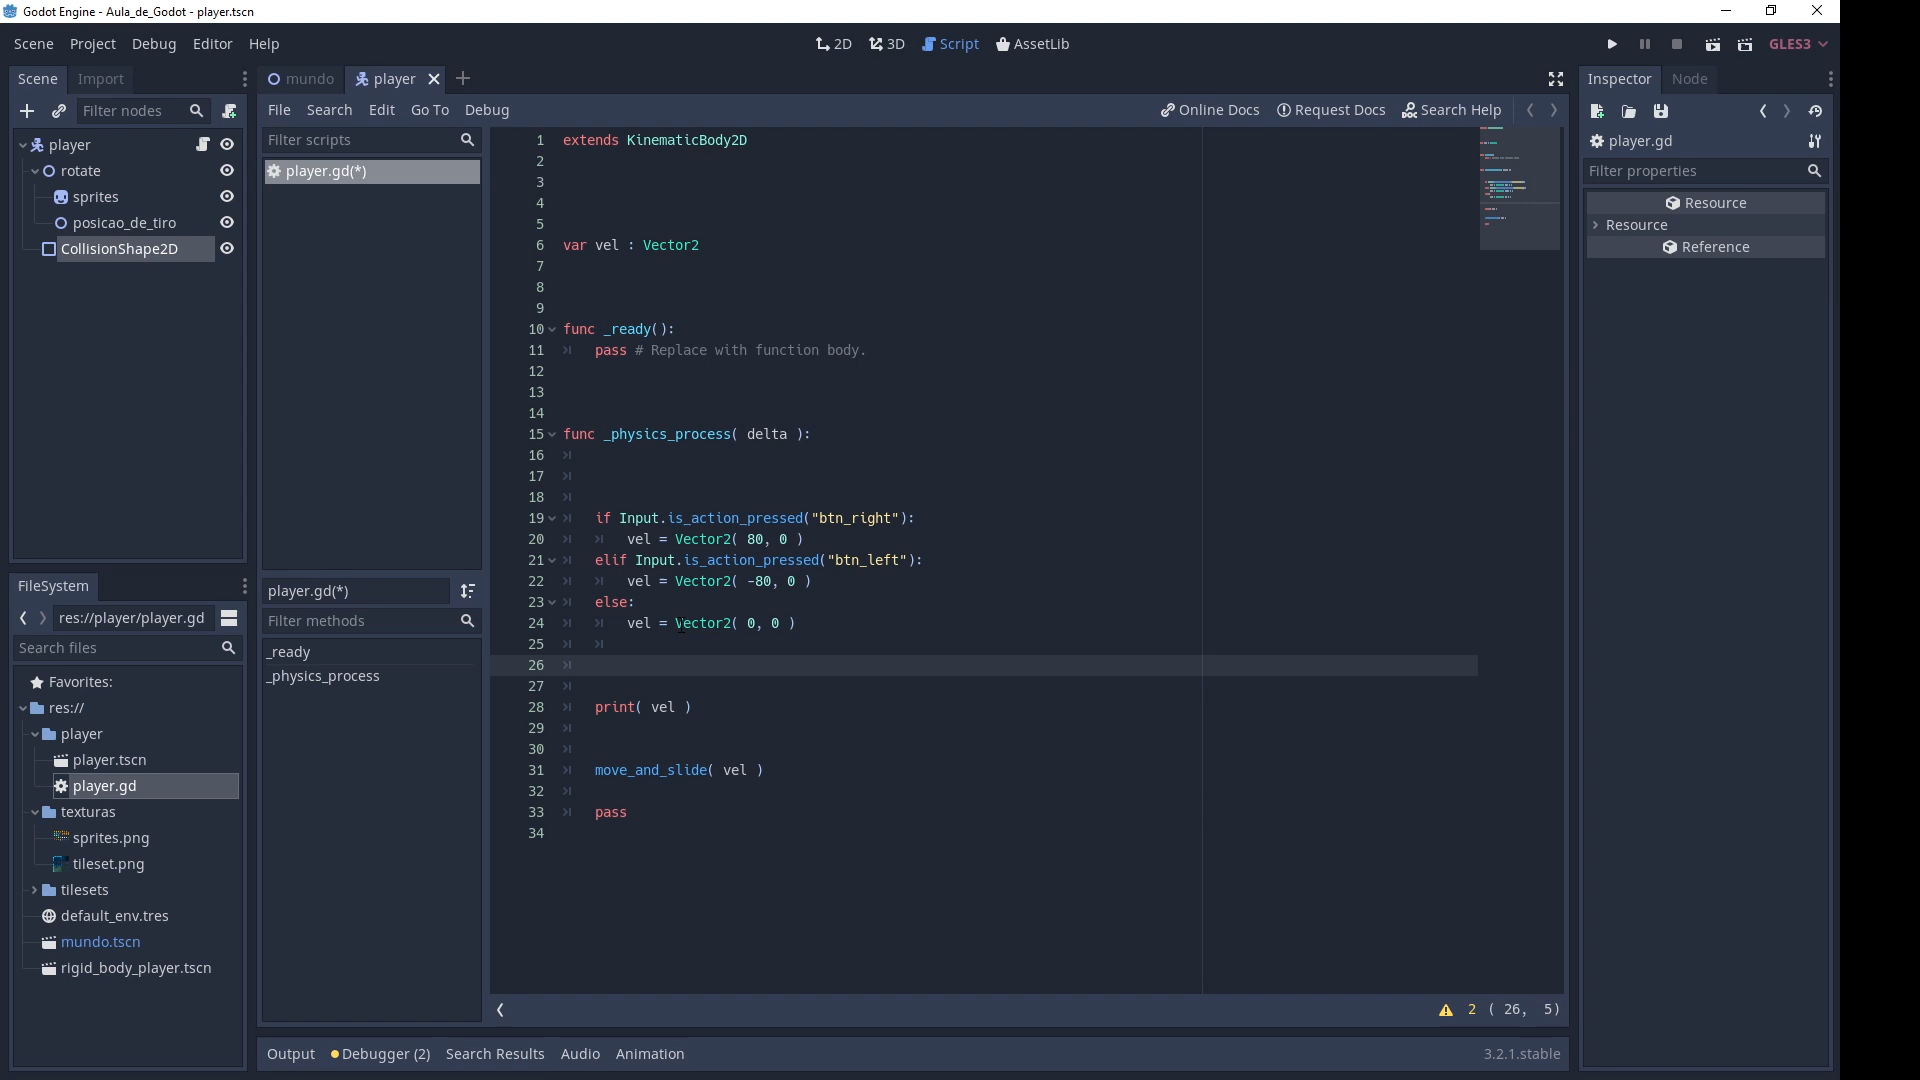 Godot Engine - Aula_de_Godot - player.tscn
Scene Project Debug Editor Help
2D 3D Script AssetLib
GLES3
Scene Import
Filter nodes
player
rotate
sprites
posicao_de_tiro
CollisionShape2D
FileSystem
res://player/player.gd
Search files
Favorites:
res://
player
player.tscn
player.gd
texturas
sprites.png
tileset.png
tilesets
default_env.tres
mundo.tscn
rigid_body_player.tscn
mundo player
File Search Edit Go To Debug
Online Docs Request Docs Search Help
Filter scripts
player.gd(*)
player.gd(*)
Filter methods
_ready
_physics_process
1 extends KinematicBody2D
2
3
4
5
6 var vel : Vector2
7
8
9
10 func _ready():
11 pass # Replace with function body.
12
13
14
15 func _physics_process( delta ):
16
17
18
19 if Input.is_action_pressed("btn_right"):
20 vel = Vector2( 80, 0 )
21 elif Input.is_action_pressed("btn_left"):
22 vel = Vector2( -80, 0 )
23 else:
24 vel = Vector2( 0, 0 )
25
26
27
28 print( vel )
29
30
31 move_and_slide( vel )
32
33 pass
34
2 ( 26, 5)
Output Debugger (2) Search Results Audio Animation
3.2.1.stable
Inspector Node
player.gd
Filter properties
Resource
Resource
Reference